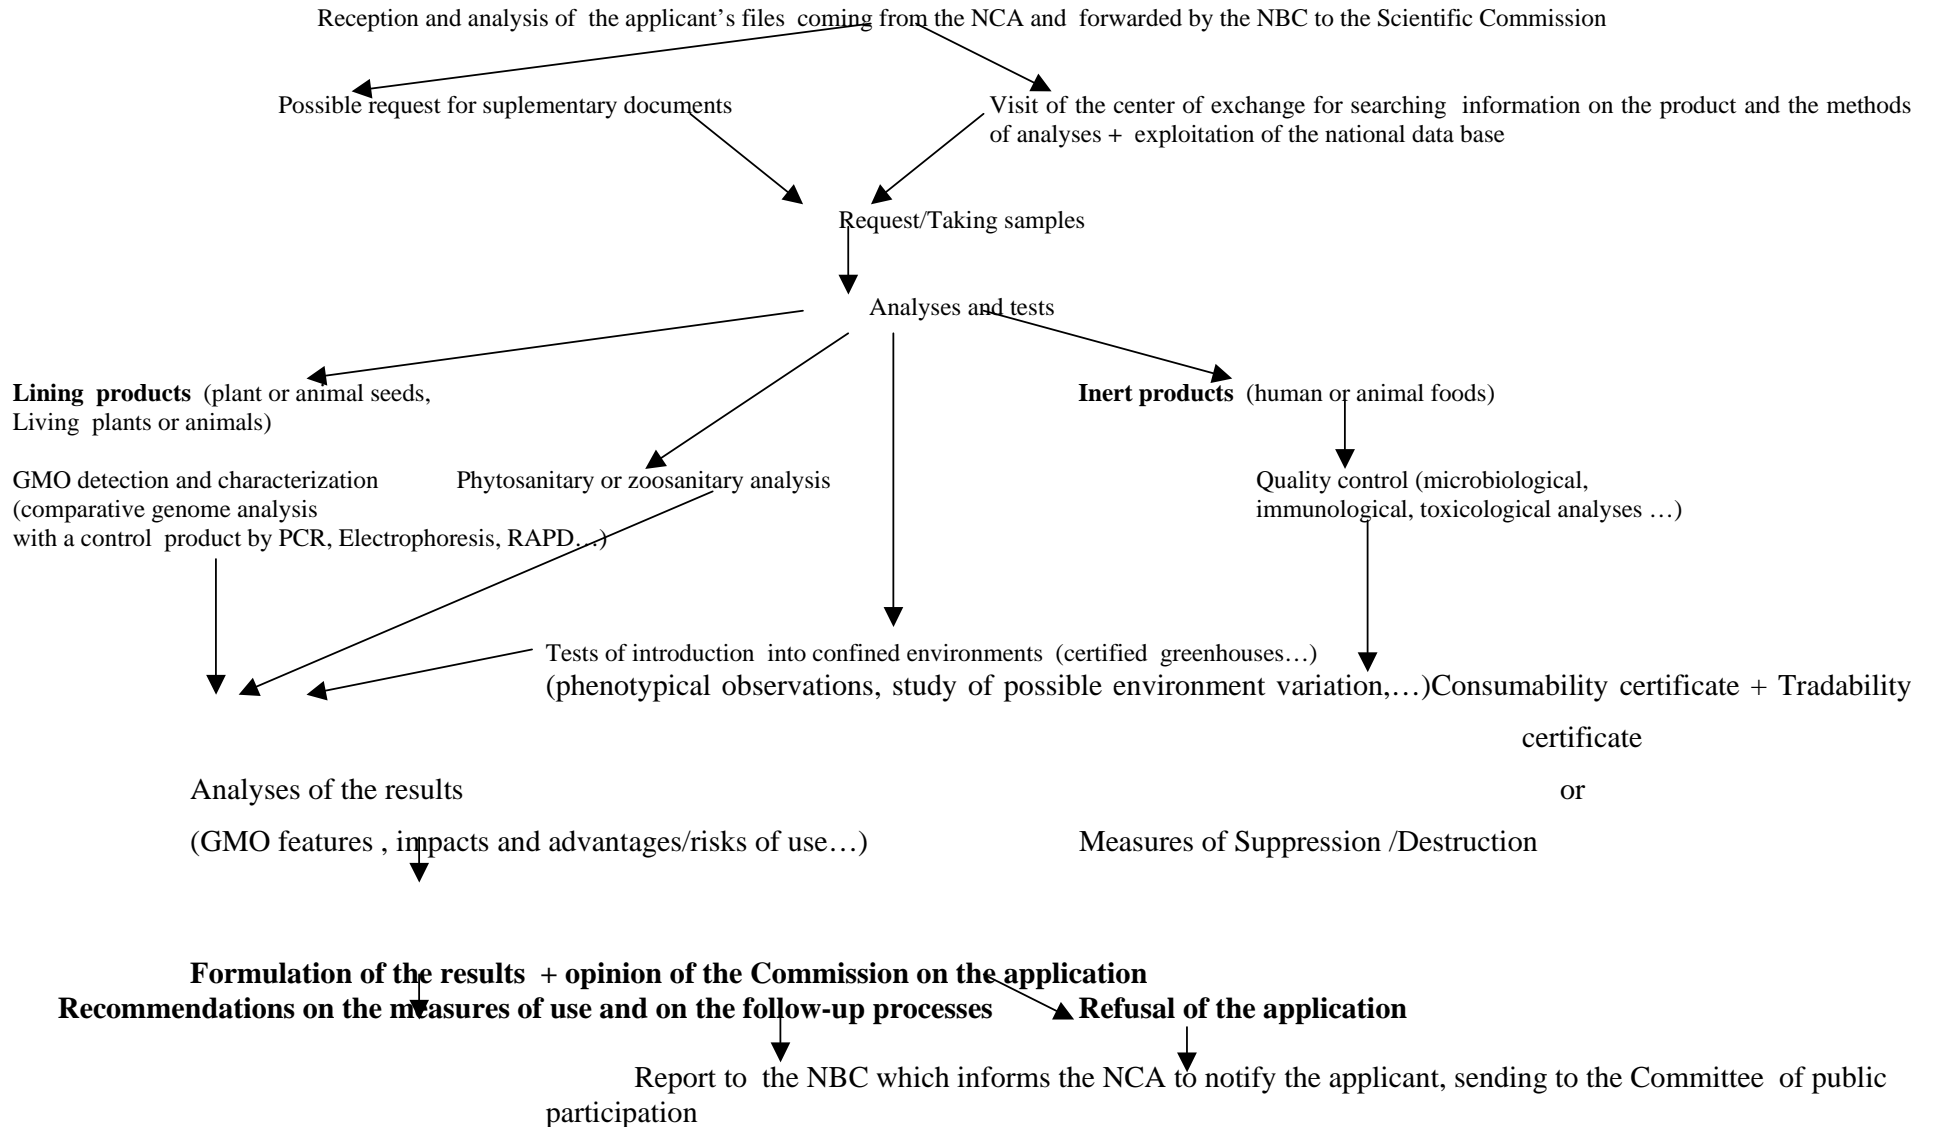 Reception and analysis of the applicant's files coming from the NCA and forwarded by the NBC to the Scientific Commission
Possible request for suplementary documents
Visit of the center of exchange for searching information on the product and the methods
of analyses + exploitation of the national data base
Request/Taking samples
Analyses and tests
Lining products (plant or animal seeds,
Living plants or animals)
Inert products (human or animal foods)
GMO detection and characterization
(comparative genome analysis
with a control product by PCR, Electrophoresis, RAPD…)
Phytosanitary or zoosanitary analysis
Quality control (microbiological,
immunological, toxicological analyses …)
Tests of introduction into confined environments (certified greenhouses…)
(phenotypical observations, study of possible environment variation,…)Consumability certificate + Tradability
certificate
Analyses of the results
or
(GMO features , impacts and advantages/risks of use…)
Measures of Suppression /Destruction
Formulation of the results + opinion of the Commission on the application
Recommendations on the measures of use and on the follow-up processes
Refusal of the application
Report to the NBC which informs the NCA to notify the applicant, sending to the Committee of public
participation